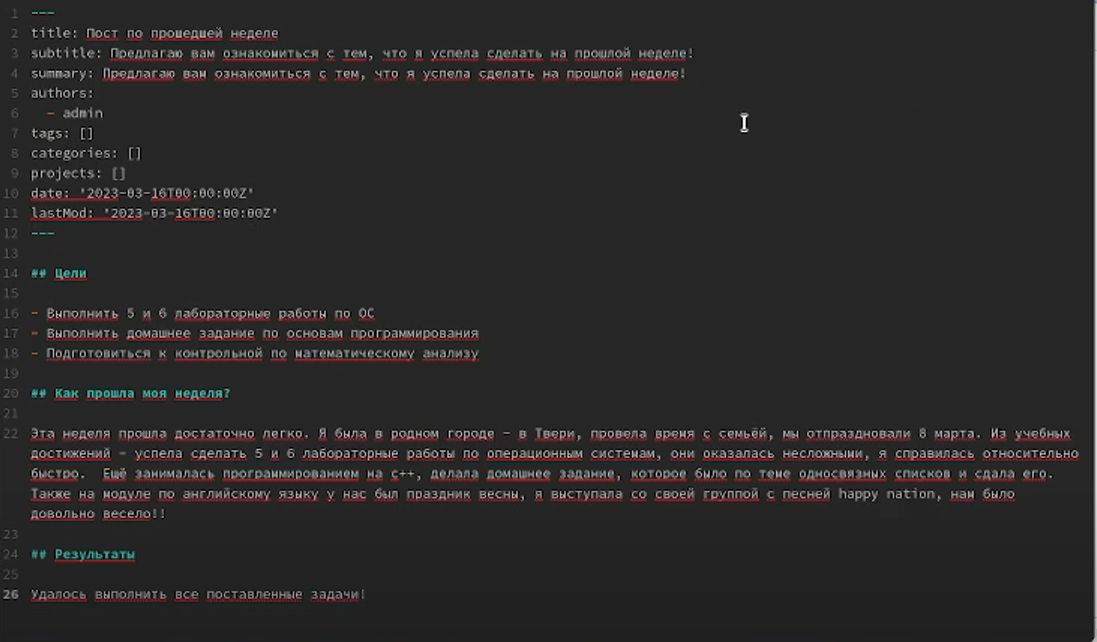 1 ---
2 title: Пост по прошедшей неделе
3 subtitle: Предлагаю вам ознакомиться с тем, что я успела сделать на прошлой неделе!
4 summary: Предлагаю вам ознакомиться с тем, что я успела сделать на прошлой неделе!
5 authors:
6   - admin
7 tags: []
8 categories: []
9 projects: []
10 date: '2023-03-16T00:00:00Z'
11 lastMod: '2023-03-16T00:00:00Z'
12 ---
13
14 ## Цели
15
16 - Выполнить 5 и 6 лабораторные работы по ОС
17 - Выполнить домашнее задание по основам программирования
18 - Подготовиться к контрольной по математическому анализу
19
20 ## Как прошла моя неделя?
21
22 Эта неделя прошла достаточно легко. Я была в родном городе - в Твери, провела время с семьёй, мы отпраздновали 8 марта. Из учебных
достижений - успела сделать 5 и 6 лабораторные работы по операционным системам, они оказалась несложными, я справилась относительно
быстро.  Ещё занималась программированием на с++, делала домашнее задание, которое было по теме односвязных списков и сдала его.
Также на модуле по английскому языку у нас был праздник весны, я выступала со своей группой с песней happy nation, нам было
довольно весело!!
23
24 ## Результаты
25
26 Удалось выполнить все поставленные задачи!